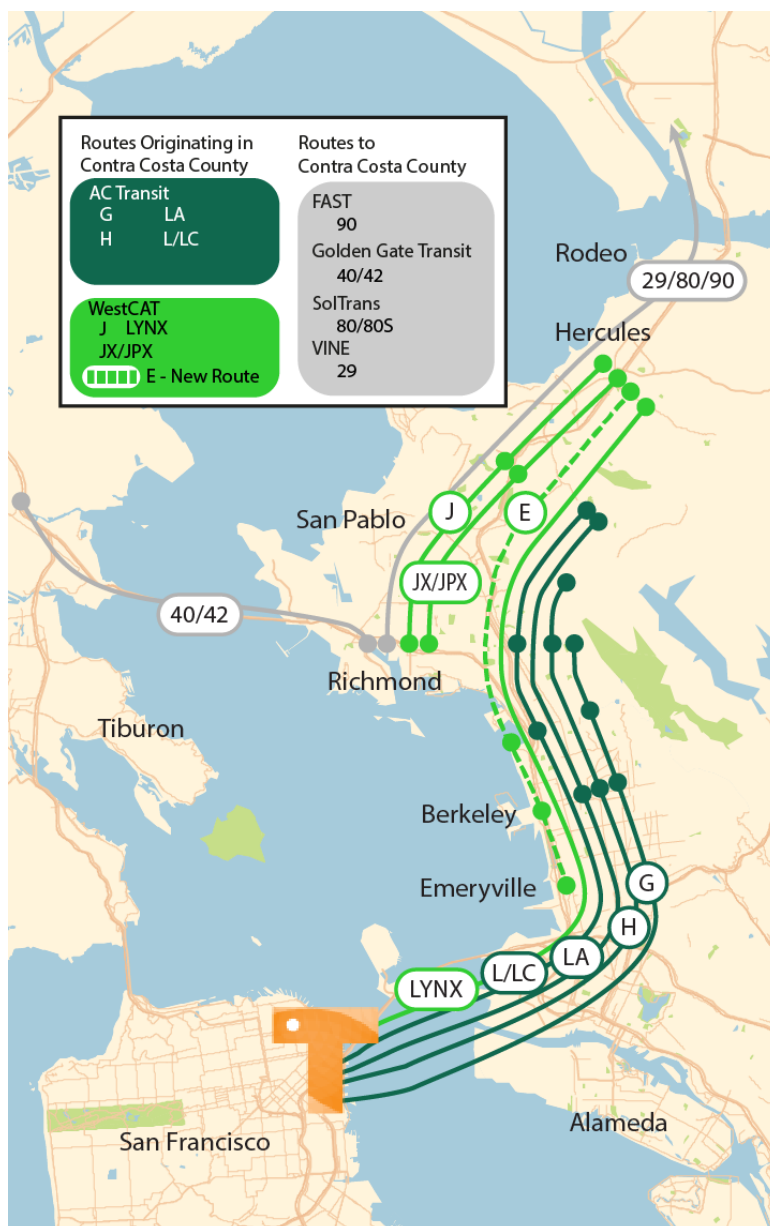 Routes Originating in
Contra Costa County
AC Transit
G LA
H L/LC
WestCAT
J LYNX
JX/JPX
E - New Route
Routes to
Contra Costa County
FAST
90
Golden Gate Transit
40/42
SolTrans
80/80S
VINE
29
Rodeo
29/80/90
Hercules
San Pablo
J
E
JX/JPX
40/42
Richmond
Tiburon
Berkeley
Emeryville
G
H
LA
L/LC
LYNX
T
Alameda
San Francisco